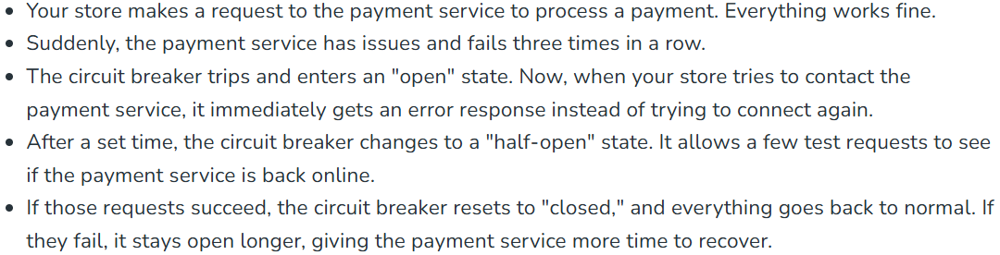 • Your store makes a request to the payment service to process a payment. Everything works fine.
• Suddenly, the payment service has issues and fails three times in a row.
• The circuit breaker trips and enters an "open" state. Now, when your store tries to contact the
payment service, it immediately gets an error response instead of trying to connect again.
• After a set time, the circuit breaker changes to a "half-open" state. It allows a few test requests to see
if the payment service is back online.
• If those requests succeed, the circuit breaker resets to "closed," and everything goes back to normal. If
they fail, it stays open longer, giving the payment service more time to recover.